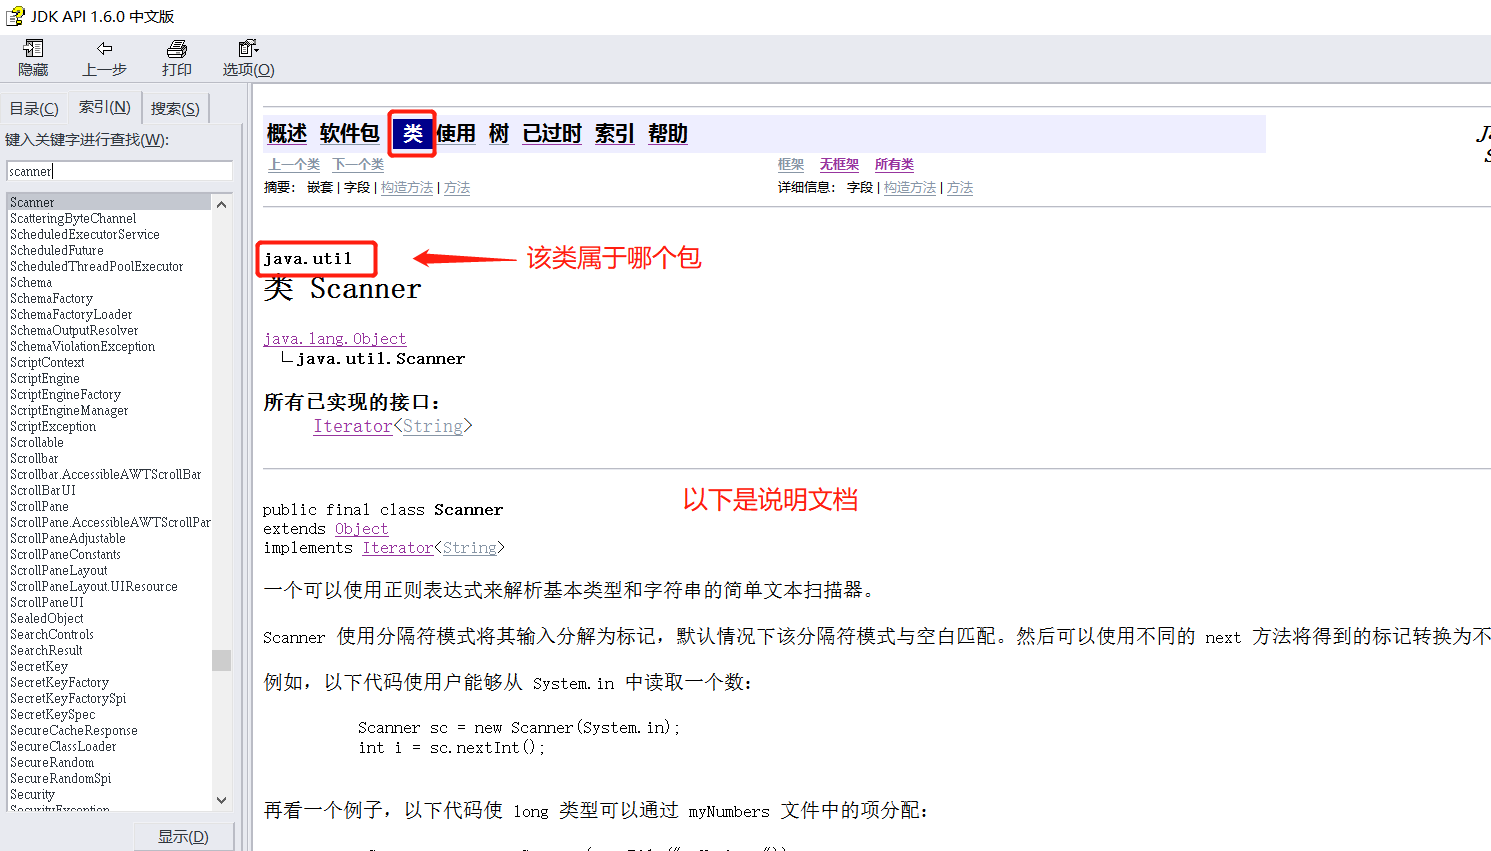 JDK API 1.6.0 中文版
隐藏 上一步 打印 选项(O)
目录(C) 索引(N) 搜索(S)
键入关键字进行查找(W):
scanner
Scanner
ScatteringByteChannel
ScheduledExecutorService
ScheduledFuture
ScheduledThreadPoolExecutor
Schema
SchemaFactory
SchemaFactoryLoader
SchemaOutputResolver
SchemaViolationException
ScriptContext
ScriptEngine
ScriptEngineFactory
ScriptEngineManager
ScriptException
Scrollable
Scrollbar
Scrollbar.AccessibleAWTScrollBar
ScrollBarUI
ScrollPane
ScrollPane.AccessibleAWTScrollPar
ScrollPaneAdjustable
ScrollPaneConstants
ScrollPaneLayout
ScrollPaneLayout.UIResource
ScrollPaneUI
SealedObject
SearchControls
SearchResult
SecretKey
SecretKeyFactory
SecretKeyFactorySpi
SecretKeySpec
SecureCacheResponse
SecureClassLoader
SecureRandom
SecureRandomSpi
Security
SecurityException
显示(D)
概述 软件包 类 使用 树 已过时 索引 帮助
上一个类 下一个类
框架 无框架 所有类
摘要: 嵌套 | 字段 | 构造方法 | 方法
详细信息: 字段 | 构造方法 | 方法
java.util
该类属于哪个包
类 Scanner
java.lang.Object
java.util.Scanner
所有已实现的接口:
Iterator<String>
以下是说明文档
public final class Scanner
extends Object
implements Iterator<String>
一个可以使用正则表达式来解析基本类型和字符串的简单文本扫描器。
Scanner 使用分隔符模式将其输入分解为标记，默认情况下该分隔符模式与空白匹配。然后可以使用不同的 next 方法将得到的标记转换为不
例如，以下代码使用户能够从 System.in 中读取一个数:
Scanner sc = new Scanner(System.in);
int i = sc.nextInt();
再看一个例子，以下代码使 long 类型可以通过 myNumbers 文件中的项分配: